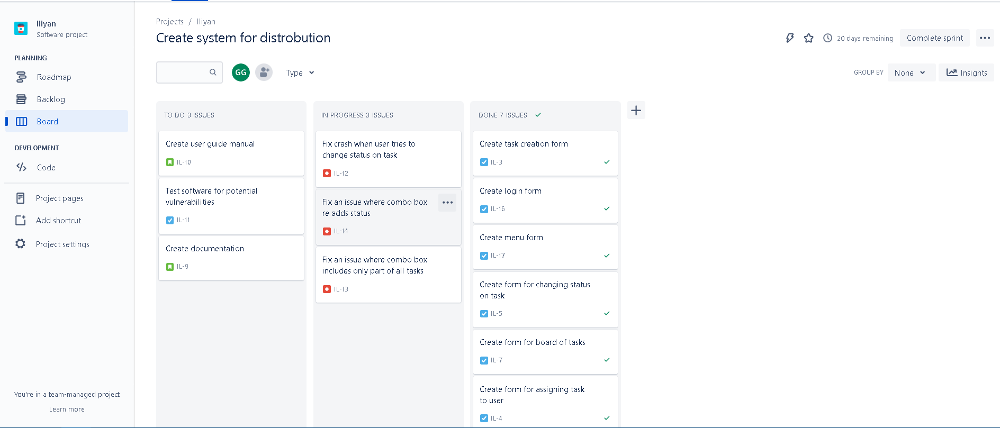 Iliyan
Software project
PLANNING
Roadmap
Backlog
Board
DEVELOPMENT
Code
Project pages
Add shortcut
Project settings
You're in a team-managed project
Learn more
Projects / Iliyan
Create system for distrobution
20 days remaining
Complete sprint
GG
Type
GROUP BY
None
Insights
TO DO 3 ISSUES
Create user guide manual
IL-10
Test software for potential
vulnerabilities
IL-11
Create documentation
IL-9
IN PROGRESS 3 ISSUES
Fix crash when user tries to
change status on task
IL-12
Fix an issue where combo box
re adds status
IL-14
Fix an issue where combo box
includes only part of all tasks
IL-13
DONE 7 ISSUES
Create task creation form
IL-3
Create login form
IL-16
Create menu form
IL-17
Create form for changing status
on task
IL-5
Create form for board of tasks
IL-7
Create form for assigning task
to user
IL-4